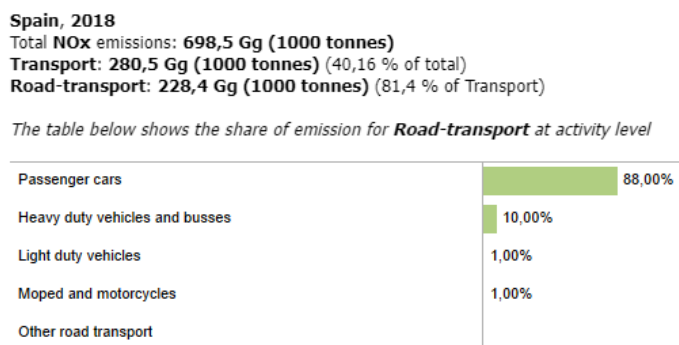 Spain, 2018
Total NOx emissions: 698,5 Gg (1000 tonnes)
Transport: 280,5 Gg (1000 tonnes) (40,16 % of total)
Road-transport: 228,4 Gg (1000 tonnes) (81,4 % of Transport)
The table below shows the share of emission for Road-transport at activity level
Passenger cars 88,00%
Heavy duty vehicles and busses 10,00%
Light duty vehicles 1,00%
Moped and motorcycles 1,00%
Other road transport